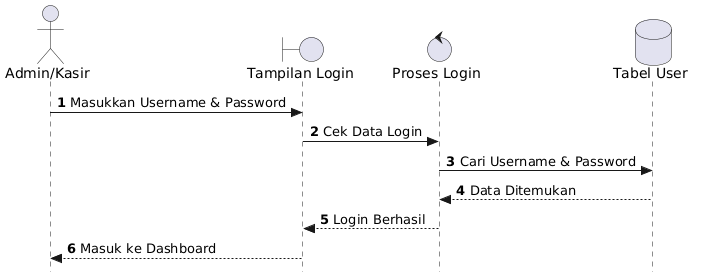 Admin/Kasir
Tampilan Login
Proses Login
Tabel User
1 Masukkan Username & Password
2 Cek Data Login
3 Cari Username & Password
4 Data Ditemukan
5 Login Berhasil
6 Masuk ke Dashboard